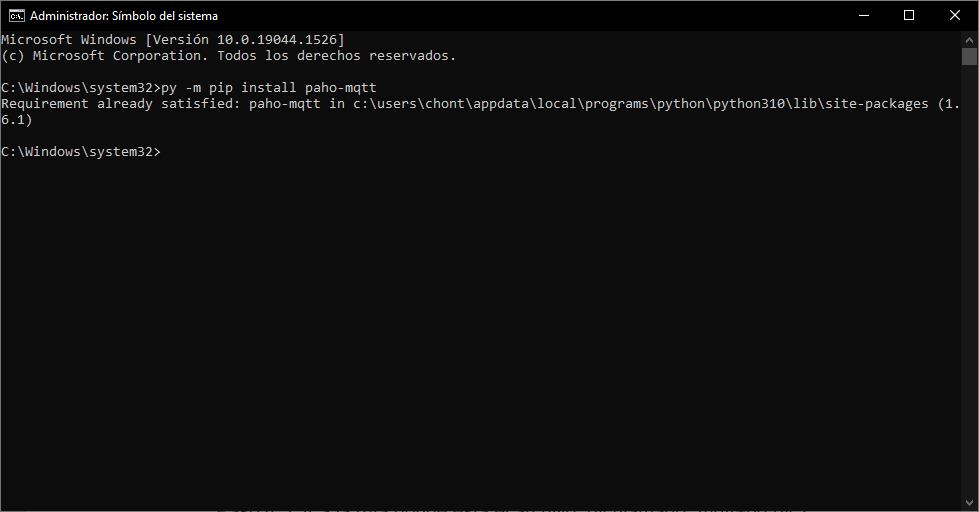 Administrador: Símbolo del sistema
Microsoft Windows [Versión 10.0.19044.1526]
(c) Microsoft Corporation. Todos los derechos reservados.
C:\Windows\system32>py -m pip install paho-mqtt
Requirement already satisfied: paho-mqtt in c:\users\chont\appdata\local\programs\python\python310\lib\site-packages (1.
6.1)
C:\Windows\system32>